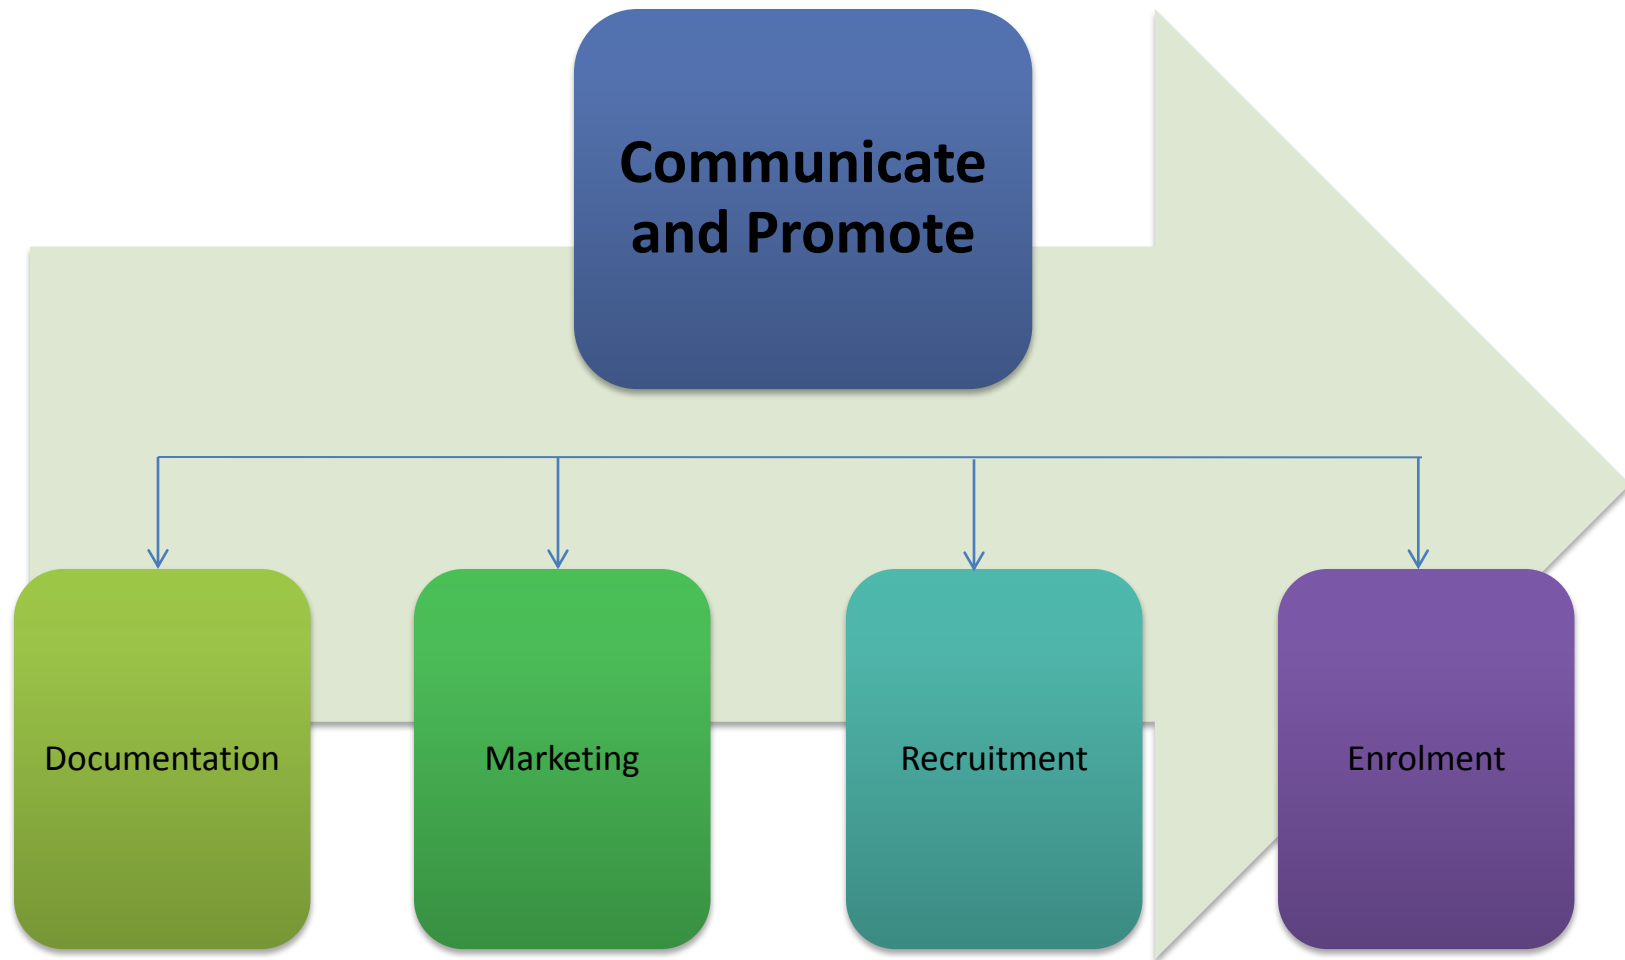 Communicate
and Promote
Documentation
Marketing
Recruitment
Enrolment